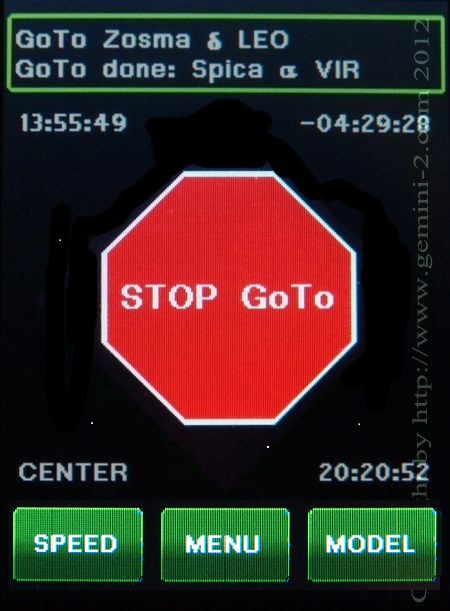 GoTo Zosma δ LEO
GoTo done: Spica α VIR
13:55:49 -04:29:28
STOP GoTo
CENTER 20:20:52
SPEED MENU MODEL
by http://www.gemini-2.com 2012